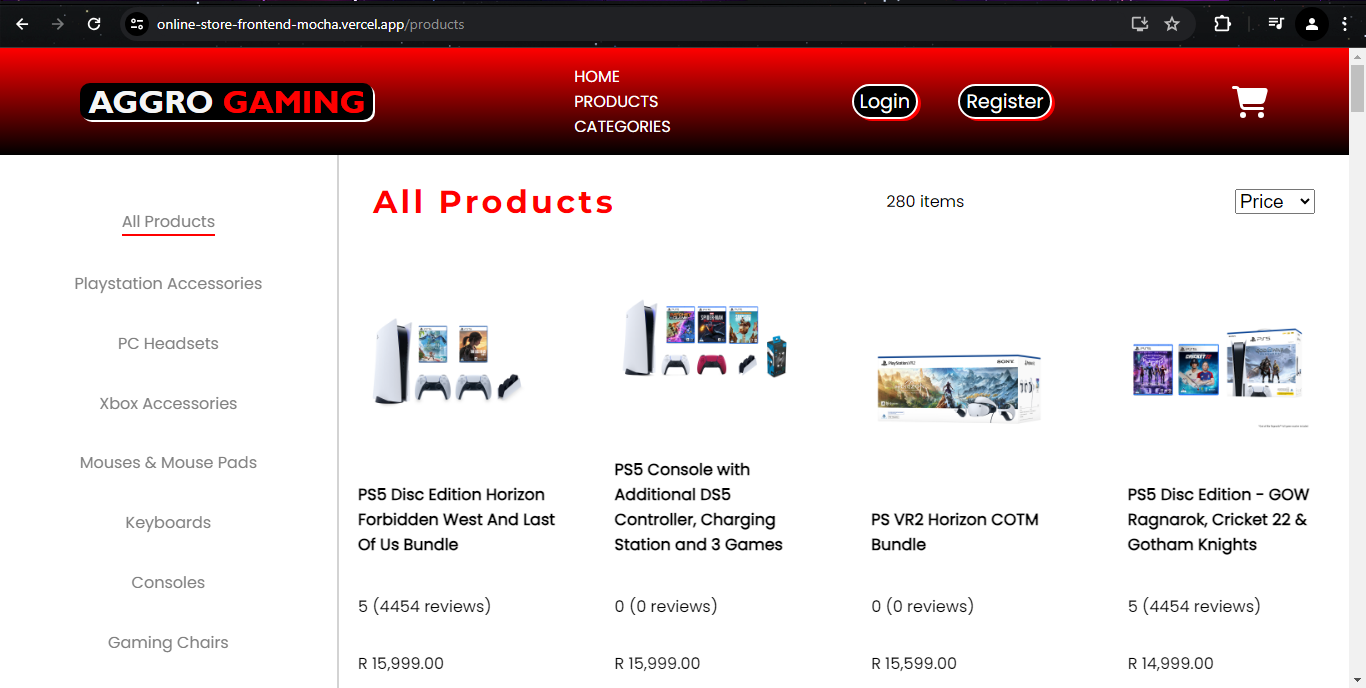 online-store-frontend-mocha.vercel.app/products
AGGRO GAMING
HOME
PRODUCTS
CATEGORIES
Login
Register
All Products
Playstation Accessories
PC Headsets
Xbox Accessories
Mouses & Mouse Pads
Keyboards
Consoles
Gaming Chairs
All Products
280 items
Price
PS5 Disc Edition Horizon
Forbidden West And Last
Of Us Bundle
5 (4454 reviews)
R 15,999.00
PS5 Console with
Additional DS5
Controller, Charging
Station and 3 Games
0 (0 reviews)
R 15,999.00
SONY
PS VR2 Horizon COTM
Bundle
0 (0 reviews)
R 15,599.00
PS5
PS5 Disc Edition - GOW
Ragnarok, Cricket 22 &
Gotham Knights
5 (4454 reviews)
R 14,999.00